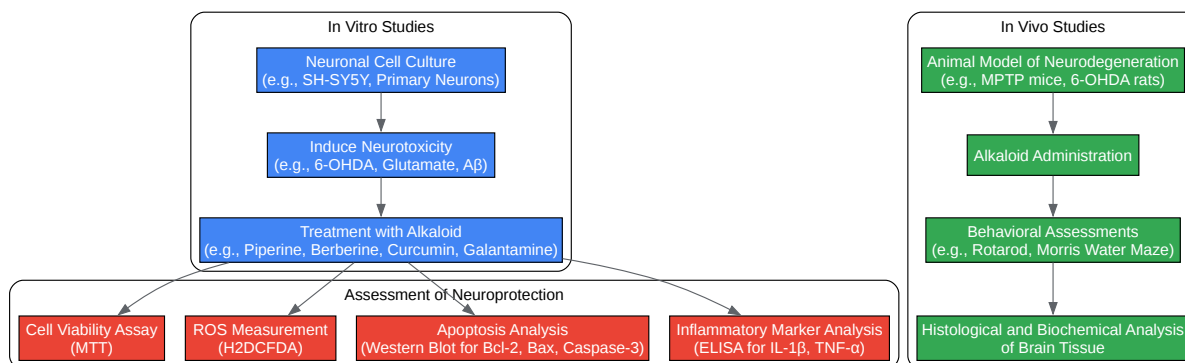 In Vitro Studies
Neuronal Cell Culture
(e.g., SH-SY5Y, Primary Neurons)
Induce Neurotoxicity
(e.g., 6-OHDA, Glutamate, Aβ)
Treatment with Alkaloid
(e.g., Piperine, Berberine, Curcumin, Galantamine)
Assessment of Neuroprotection
Cell Viability Assay
(MTT)
ROS Measurement
(H2DCFDA)
Apoptosis Analysis
(Western Blot for Bcl-2, Bax, Caspase-3)
Inflammatory Marker Analysis
(ELISA for IL-1β, TNF-α)
In Vivo Studies
Animal Model of Neurodegeneration
(e.g., MPTP mice, 6-OHDA rats)
Alkaloid Administration
Behavioral Assessments
(e.g., Rotarod, Morris Water Maze)
Histological and Biochemical Analysis
of Brain Tissue